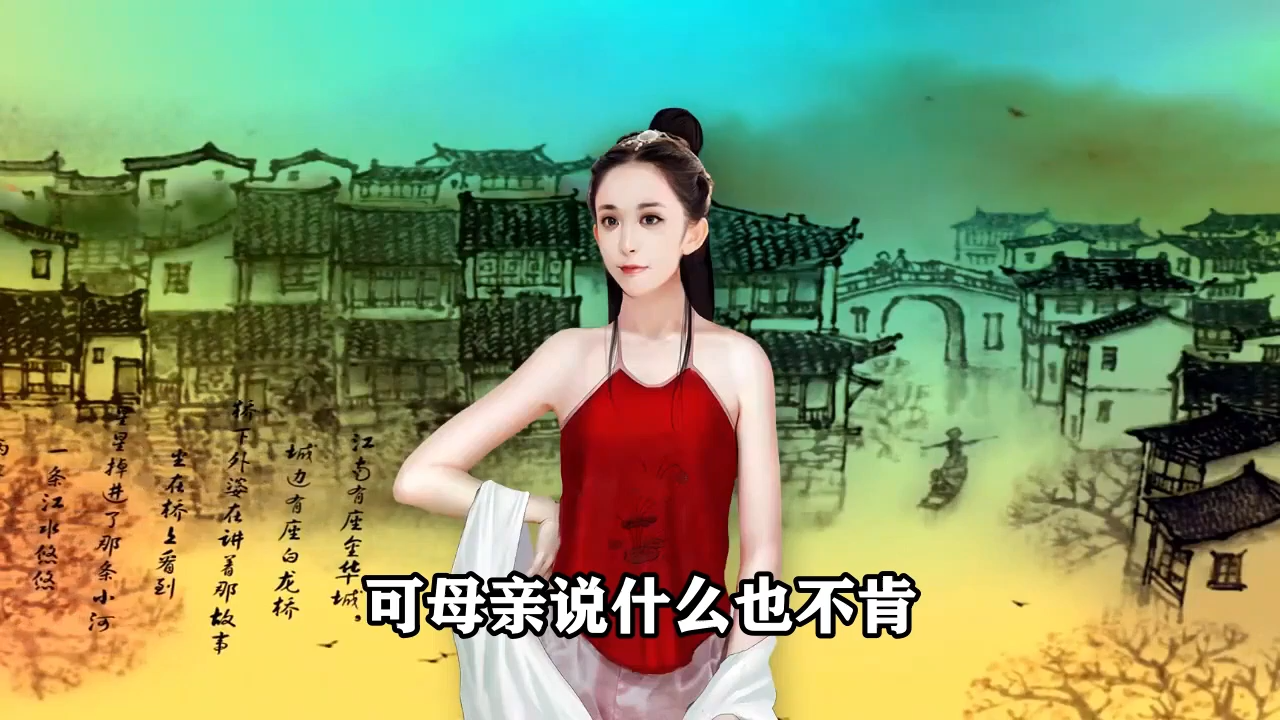 江南有座金华城，
城边有座白龙桥
桥下外婆在讲着那故事
坐在桥上看到
星星掉进了那条小河
一条江水悠悠
可母亲说什么也不肯